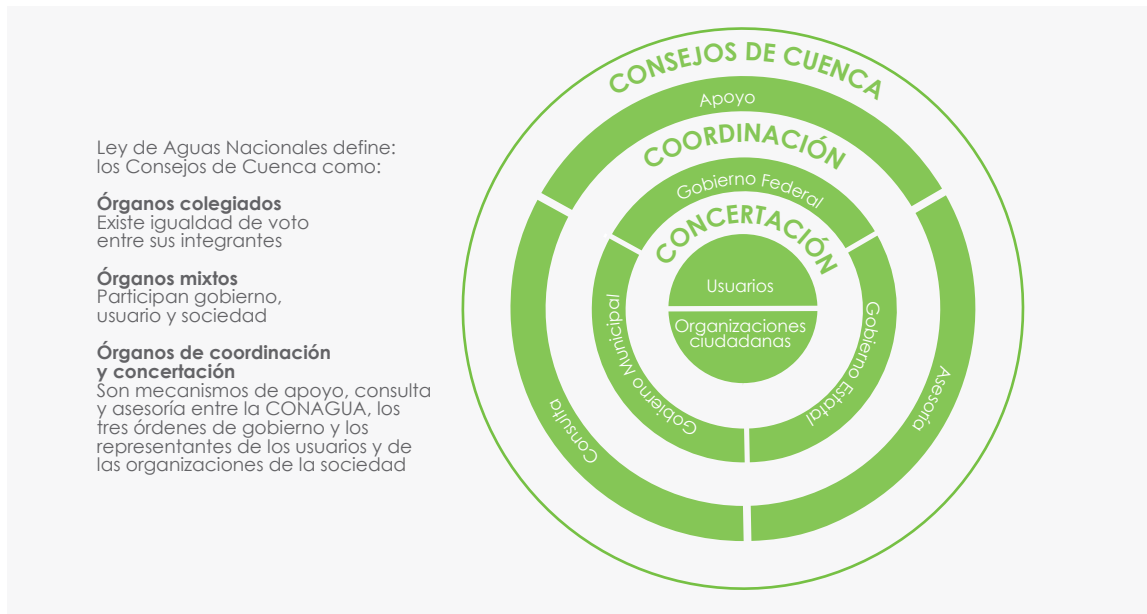 Ley de Aguas Nacionales define:
los Consejos de Cuenca como:
Órganos colegiados
Existe igualdad de voto
entre sus integrantes
Órganos mixtos
Participan gobierno,
usuario y sociedad
Órganos de coordinación
y concertación
Son mecanismos de apoyo, consulta
y asesoría entre la CONAGUA, los
tres órdenes de gobierno y los
representantes de los usuarios y de
las organizaciones de la sociedad
CONSEJOS DE CUENCA
Apoyo
COORDINACIÓN
Gobierno Federal
CONCERTACIÓN
Usuarios
Organizaciones
ciudadanas
Gobierno Municipal
Gobierno Estatal
Consulta
Asesoría